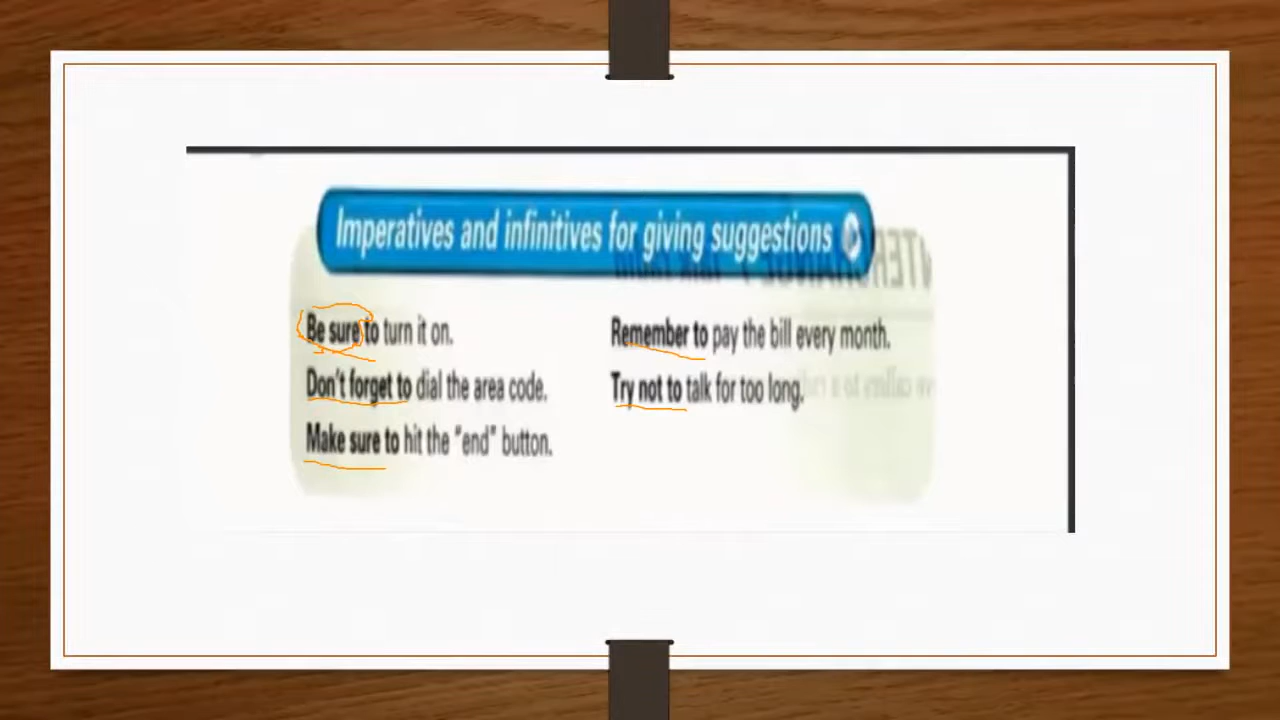 Imperatives and infinitives for giving suggestions
Be sure to turn it on.
Don't forget to dial the area code.
Make sure to hit the "end" button.
Remember to pay the bill every month.
Try not to talk for too long.